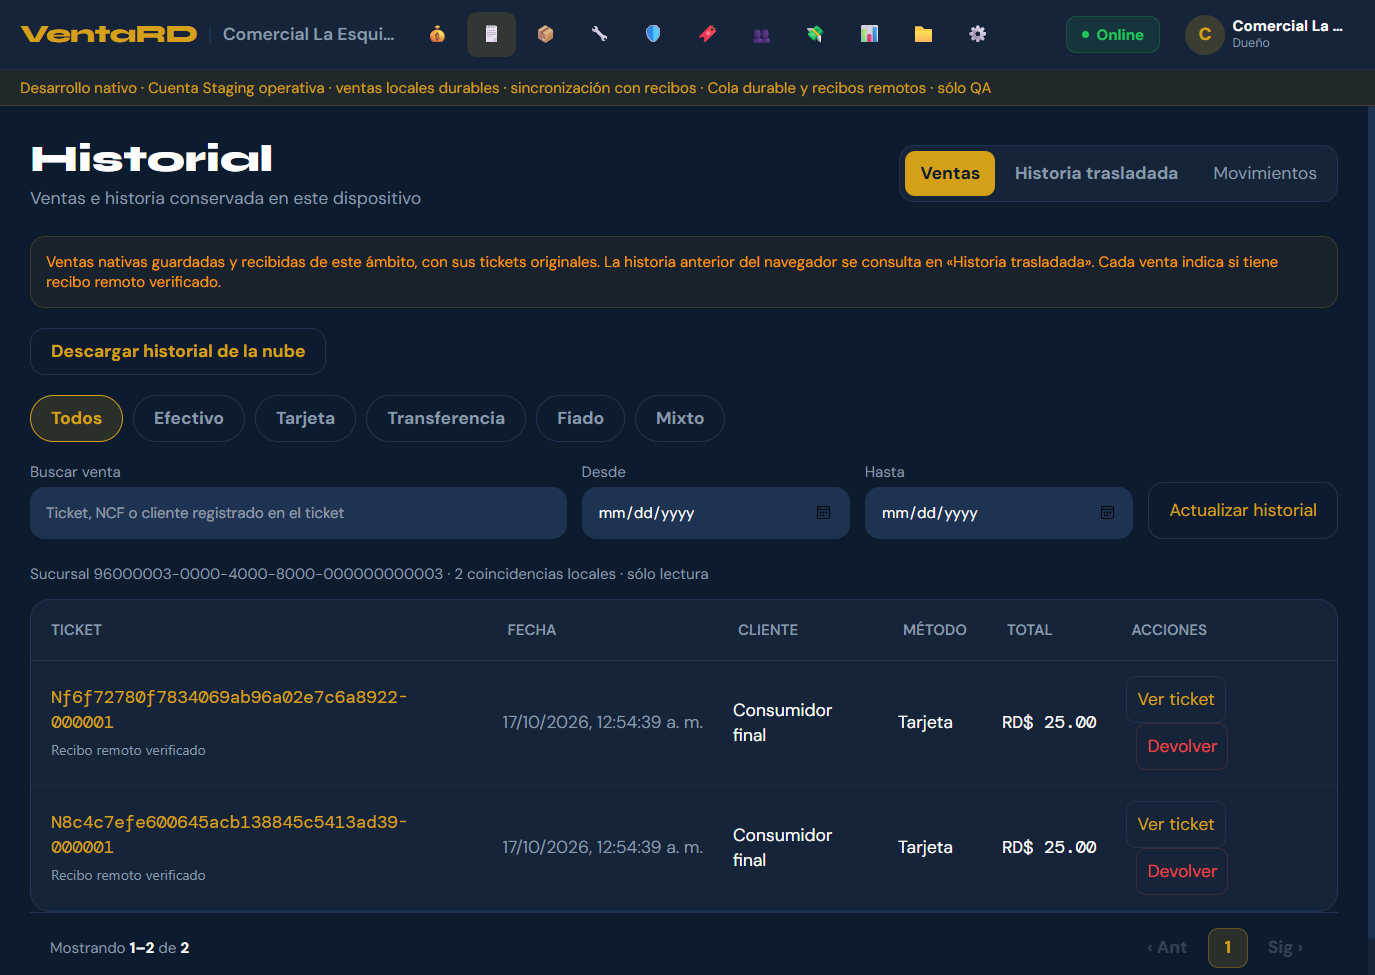 VentaRD
Comercial La Esqui...
Online
C
Comercial La ...
Dueño
Desarrollo nativo · Cuenta Staging operativa · ventas locales durables · sincronización con recibos · Cola durable y recibos remotos · sólo QA
Historial
Ventas e historia conservada en este dispositivo
Ventas
Historia trasladada
Movimientos
Ventas nativas guardadas y recibidas de este ámbito, con sus tickets originales. La historia anterior del navegador se consulta en «Historia trasladada». Cada venta indica si tiene
recibo remoto verificado.
Descargar historial de la nube
Todos
Efectivo
Tarjeta
Transferencia
Fiado
Mixto
Buscar venta
Desde
Hasta
Ticket, NCF o cliente registrado en el ticket
mm/dd/yyyy
mm/dd/yyyy
Actualizar historial
Sucursal 96000003-0000-4000-8000-000000000003 · 2 coincidencias locales · sólo lectura
TICKET
FECHA
CLIENTE
MÉTODO
TOTAL
ACCIONES
Nf6f72780f7834069ab96a02e7c6a8922-
000001
Recibo remoto verificado
17/10/2026, 12:54:39 a. m.
Consumidor
final
Tarjeta
RD$ 25.00
Ver ticket
Devolver
N8c4c7efe600645acb138845c5413ad39-
000001
Recibo remoto verificado
17/10/2026, 12:54:39 a. m.
Consumidor
final
Tarjeta
RD$ 25.00
Ver ticket
Devolver
Mostrando 1–2 de 2
‹ Ant
1
Sig ›